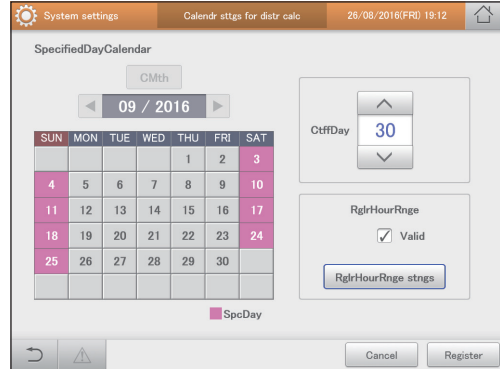 System settings
Calendr sttgs for distr calc
26/08/2016(FRI) 19:12
SpecifiedDayCalendar
CMth
09 / 2016
SUN MON TUE WED THU FRI SAT
1 2 3
4 5 6 7 8 9 10
11 12 13 14 15 16 17
18 19 20 21 22 23 24
25 26 27 28 29 30
SpcDay
CtffDay
30
RglrHourRnge
Valid
RglrHourRnge stngs
Cancel
Register